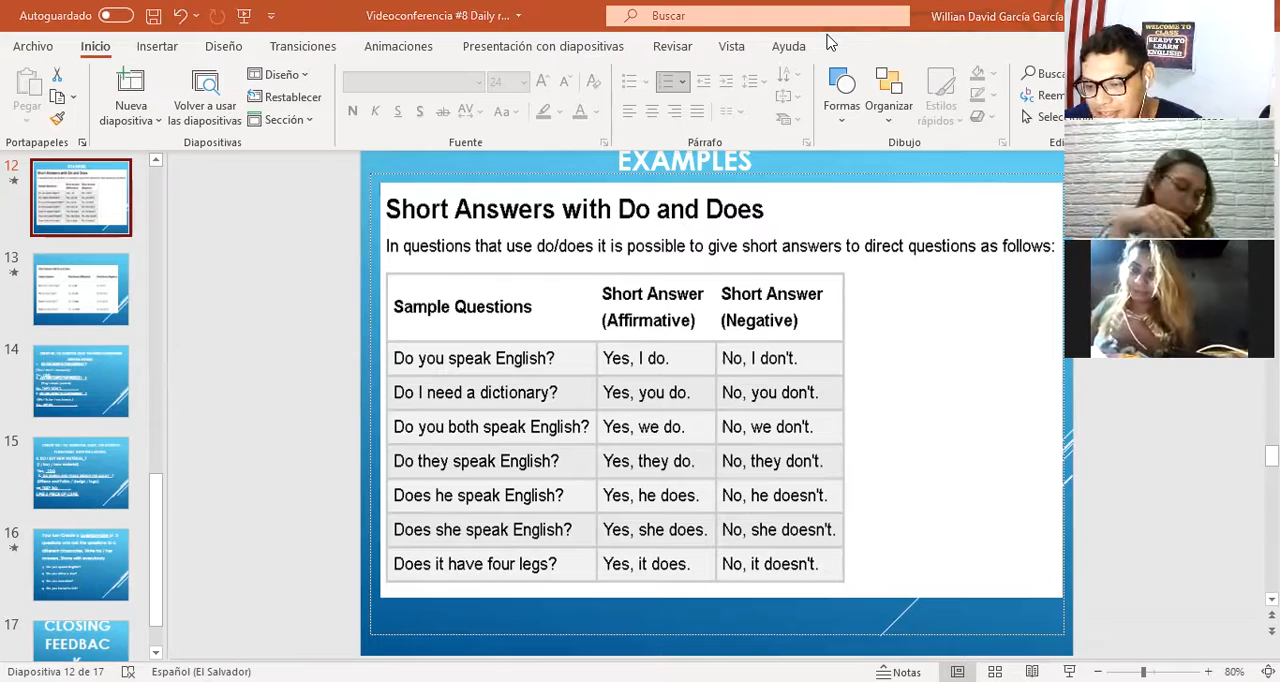 Autoguardado
Videoconferencia #8 Daily r...
Buscar
Willian David García García
Archivo Inicio Insertar Diseño Transiciones Animaciones Presentación con diapositivas Revisar Vista Ayuda
Pegar
Nueva diapositiva
Volver a usar las diapositivas
Diseño
Restablecer
Sección
24
N K S S ab AV Aa A
Formas
Organizar
Estilos rápidos
Busca
Reem
Selec
Portapapeles
Diapositivas
Fuente
Párrafo
Dibujo
Edi
WELCOME TO
CLASS
READY TO
LEARN
ENGLISH!
12
13
14
15
16
17
CLOSING
FEEDBAC
K
EXAMPLES
Short Answers with Do and Does
In questions that use do/does it is possible to give short answers to direct questions as follows:
Sample Questions
Short Answer
(Affirmative)
Short Answer
(Negative)
Do you speak English? Yes, I do. No, I don't.
Do I need a dictionary? Yes, you do. No, you don't.
Do you both speak English? Yes, we do. No, we don't.
Do they speak English? Yes, they do. No, they don't.
Does he speak English? Yes, he does. No, he doesn't.
Does she speak English? Yes, she does. No, she doesn't.
Does it have four legs? Yes, it does. No, it doesn't.
Diapositiva 12 de 17
Español (El Salvador)
Notas
80%